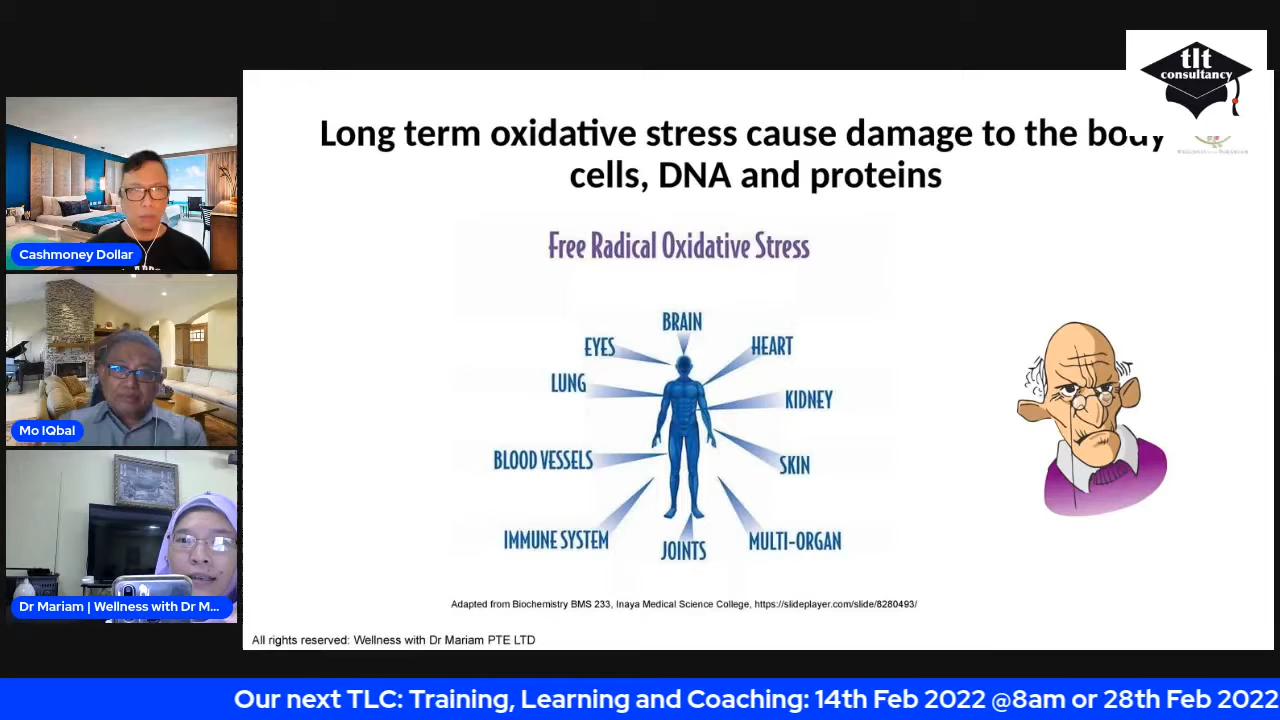 tlt
consultancy
Long term oxidative stress cause damage to the body
cells, DNA and proteins
Free Radical Oxidative Stress
BRAIN
EYES
HEART
LUNG
KIDNEY
BLOOD VESSELS
SKIN
IMMUNE SYSTEM
JOINTS
MULTI-ORGAN
Adapted from Biochemistry BMS 233, Inaya Medical Science College, https://slideplayer.com/slide/8280493/
All rights reserved: Wellness with Dr Mariam PTE LTD
Cashmoney Dollar
Mo IQbal
Dr Mariam | Wellness with Dr M...
Our next TLC: Training, Learning and Coaching: 14th Feb 2022 @8am or 28th Feb 2022